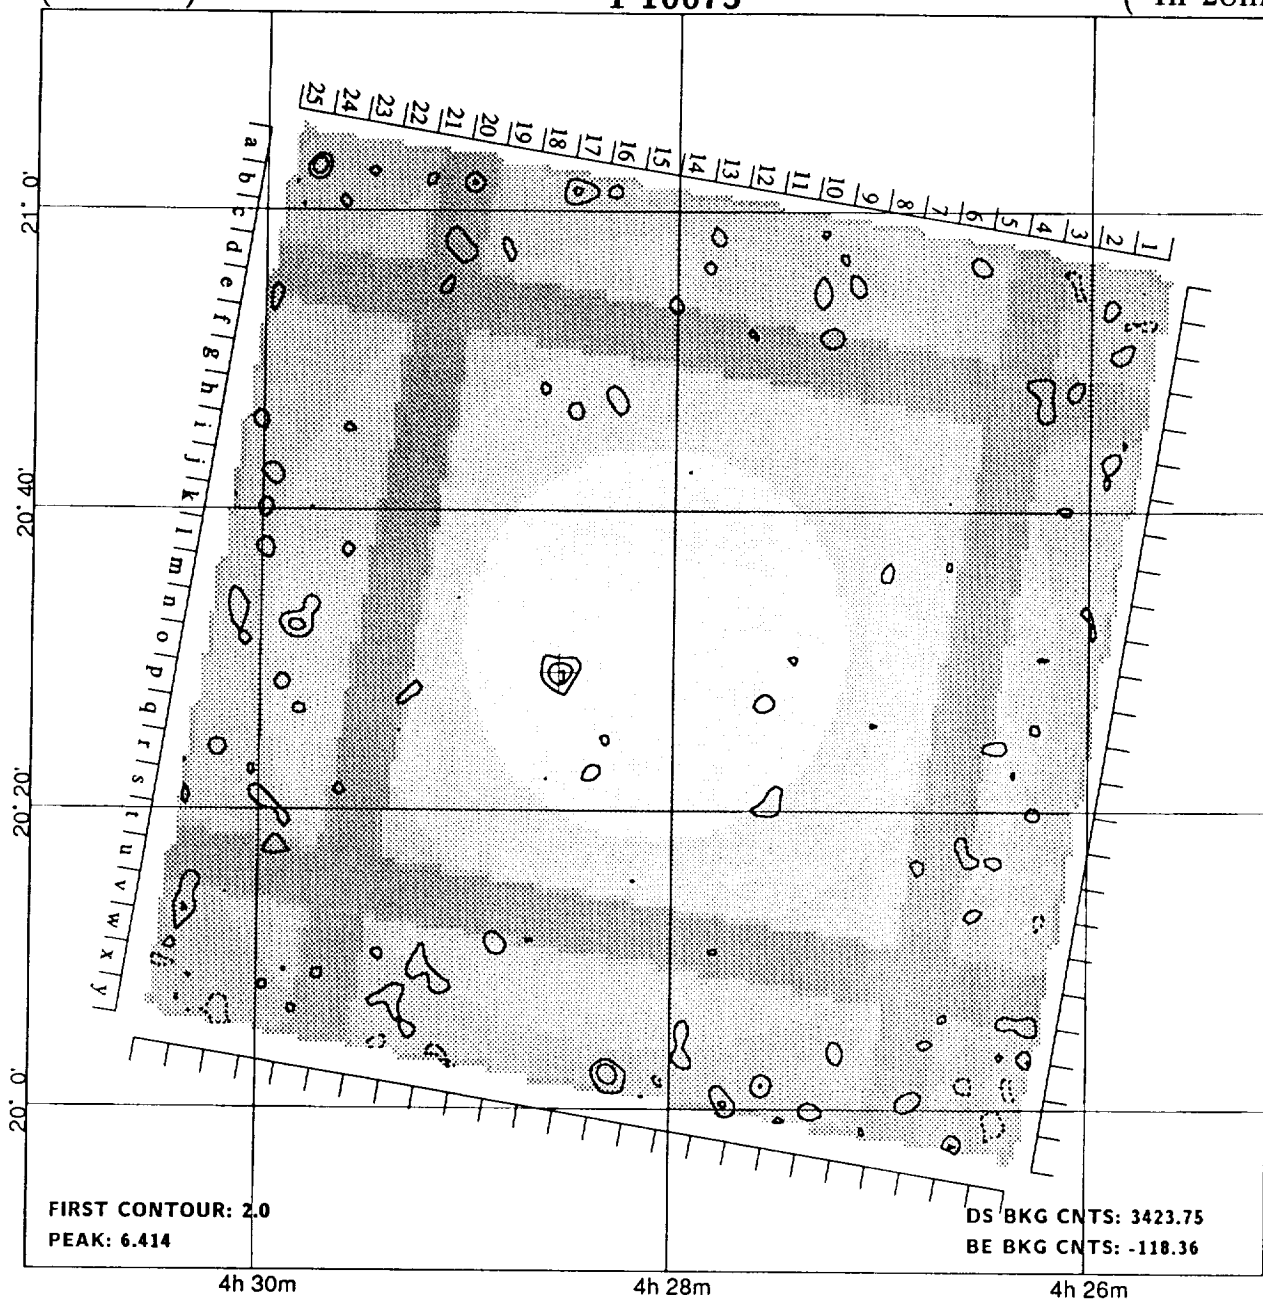 25 24 23 22 21 20 19 18 17 16 15 14 13 12 11 10 9 8 7 6 5 4 3 2 1
a b c d e f g h i j k l m n o p q r s t u v w x y
21° 0'
20° 40'
20° 20'
20° 0'
FIRST CONTOUR: 2.0
PEAK: 6.414
DS BKG CNTS: 3423.75
BE BKG CNTS: -118.36
4h 30m
4h 28m
4h 26m